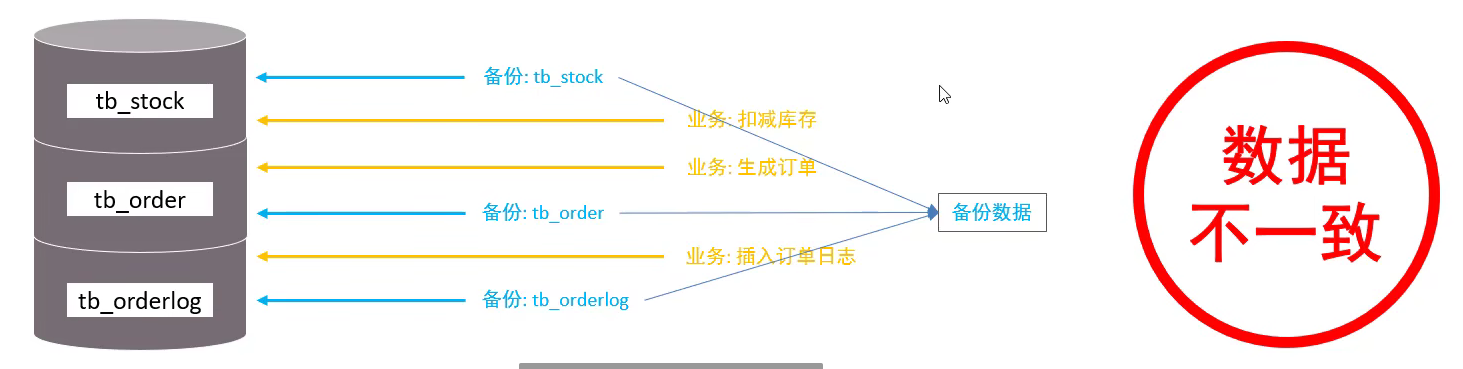 备份: tb_stock
tb_stock
业务: 扣减库存
业务: 生成订单
tb_order
备份: tb_order
备份数据
业务: 插入订单日志
tb_orderlog
备份: tb_orderlog
数据
不一致